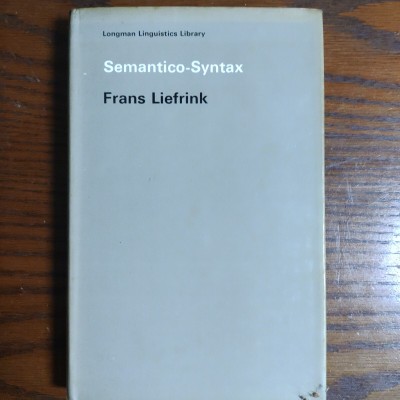 Longman Linguistics Library
Semantico-Syntax
Frans Liefrink